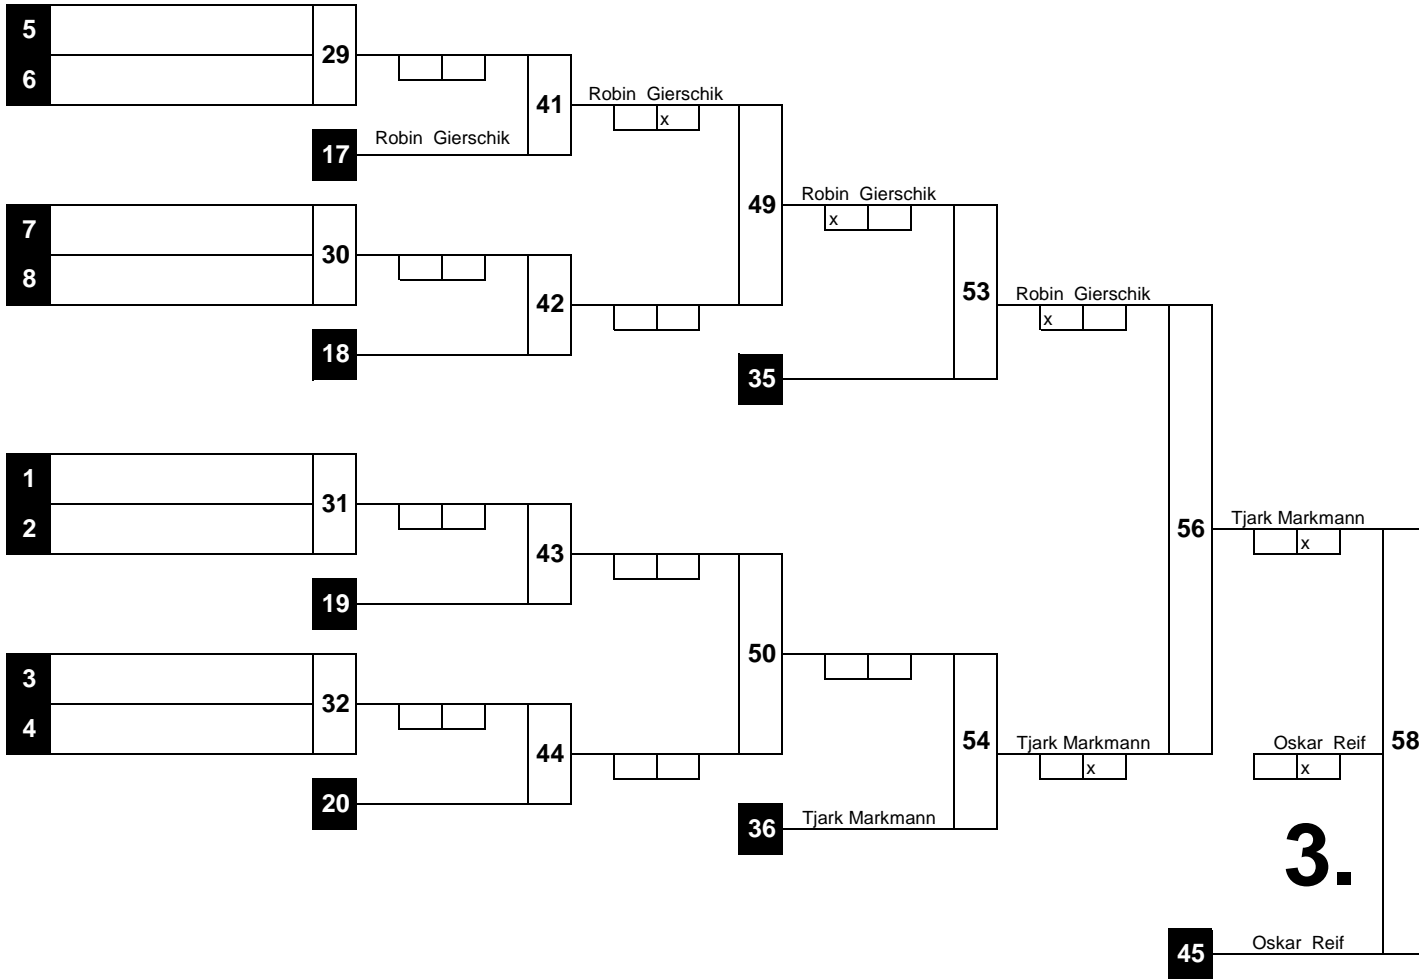 5
29
6
41
Robin Gierschik
x
17
Robin Gierschik
7
30
8
42
18
49
Robin Gierschik
x
35
53
Robin Gierschik
x
1
31
2
43
19
3
32
4
44
20
50
36
Tjark Markmann
54
Tjark Markmann
x
56
Tjark Markmann
x
Oskar Reif
x
58
3.
45
Oskar Reif